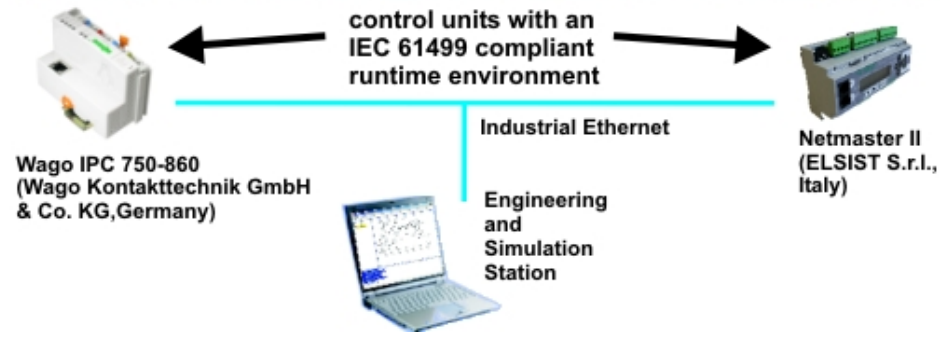 control units with an
IEC 61499 compliant
runtime environment
Industrial Ethernet
Wago IPC 750-860
(Wago Kontakttechnik GmbH
& Co. KG,Germany)
Netmaster II
(ELSIST S.r.l.,
Italy)
Engineering
and
Simulation
Station